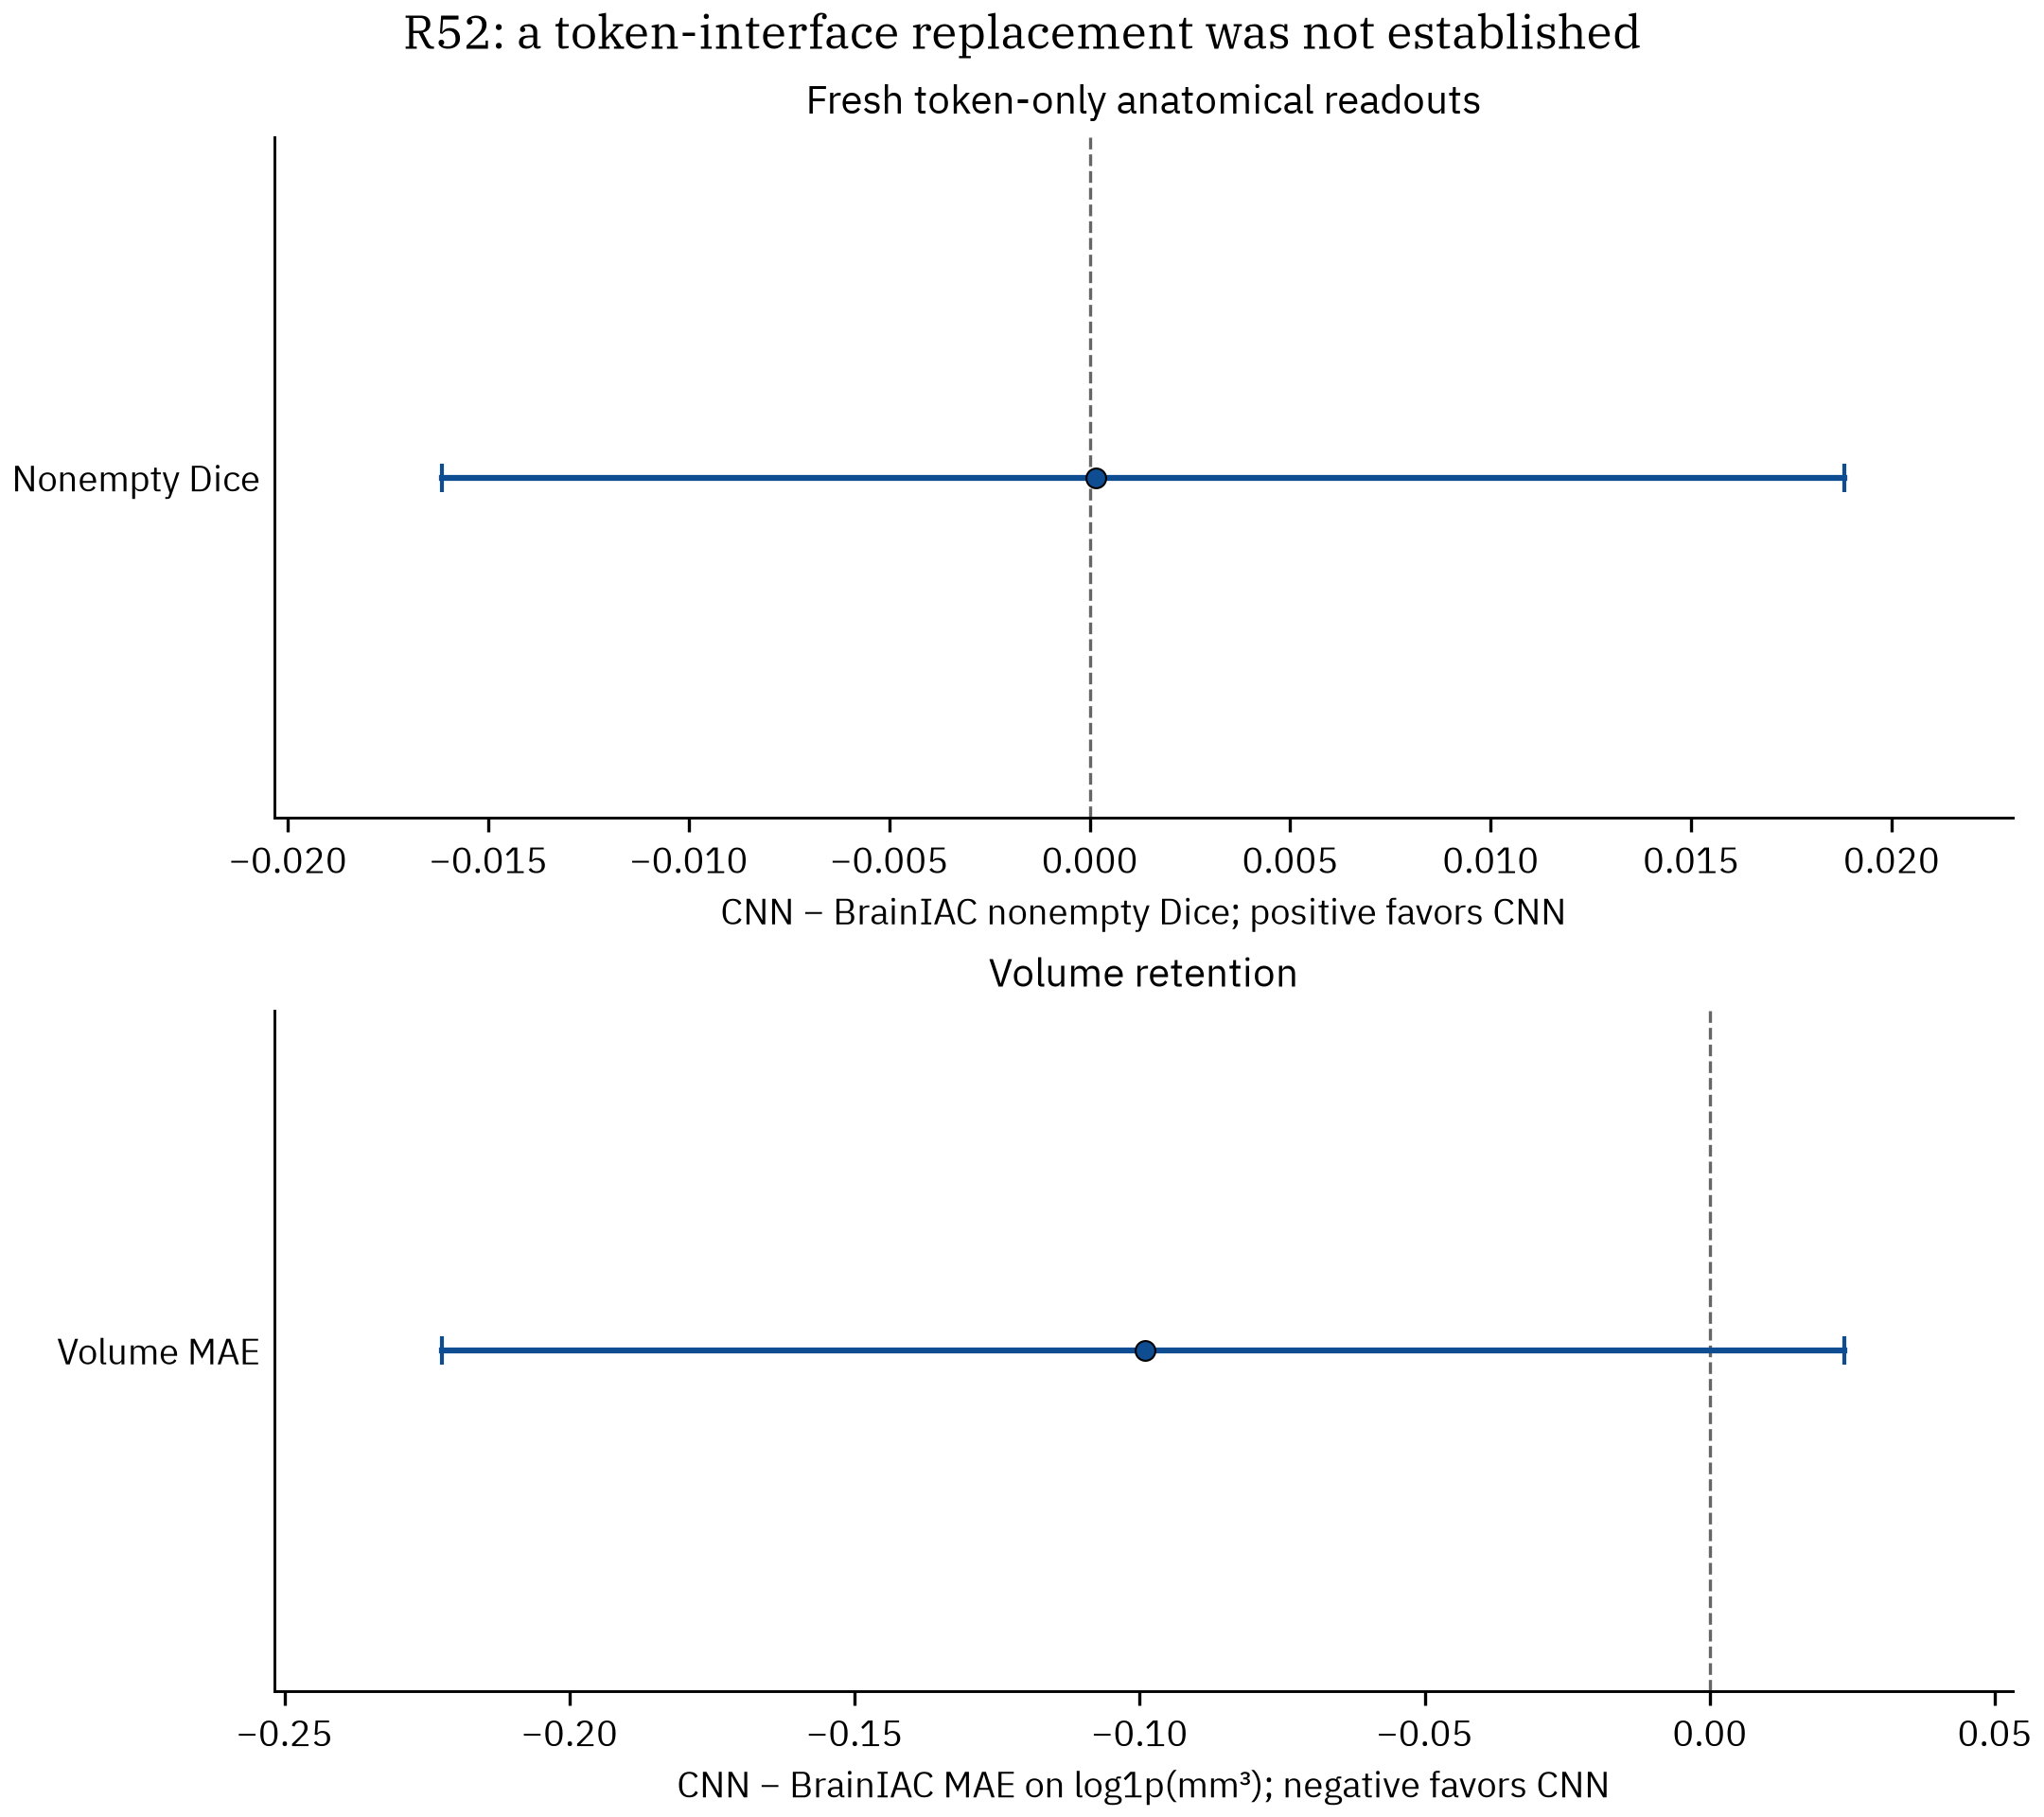 R52: a token-interface replacement was not established
Fresh token-only anatomical readouts
Nonempty Dice
−0.020 −0.015 −0.010 −0.005 0.000 0.005 0.010 0.015 0.020
CNN − BrainIAC nonempty Dice; positive favors CNN
Volume retention
Volume MAE
−0.25 −0.20 −0.15 −0.10 −0.05 0.00 0.05
CNN − BrainIAC MAE on log1p(mm³); negative favors CNN